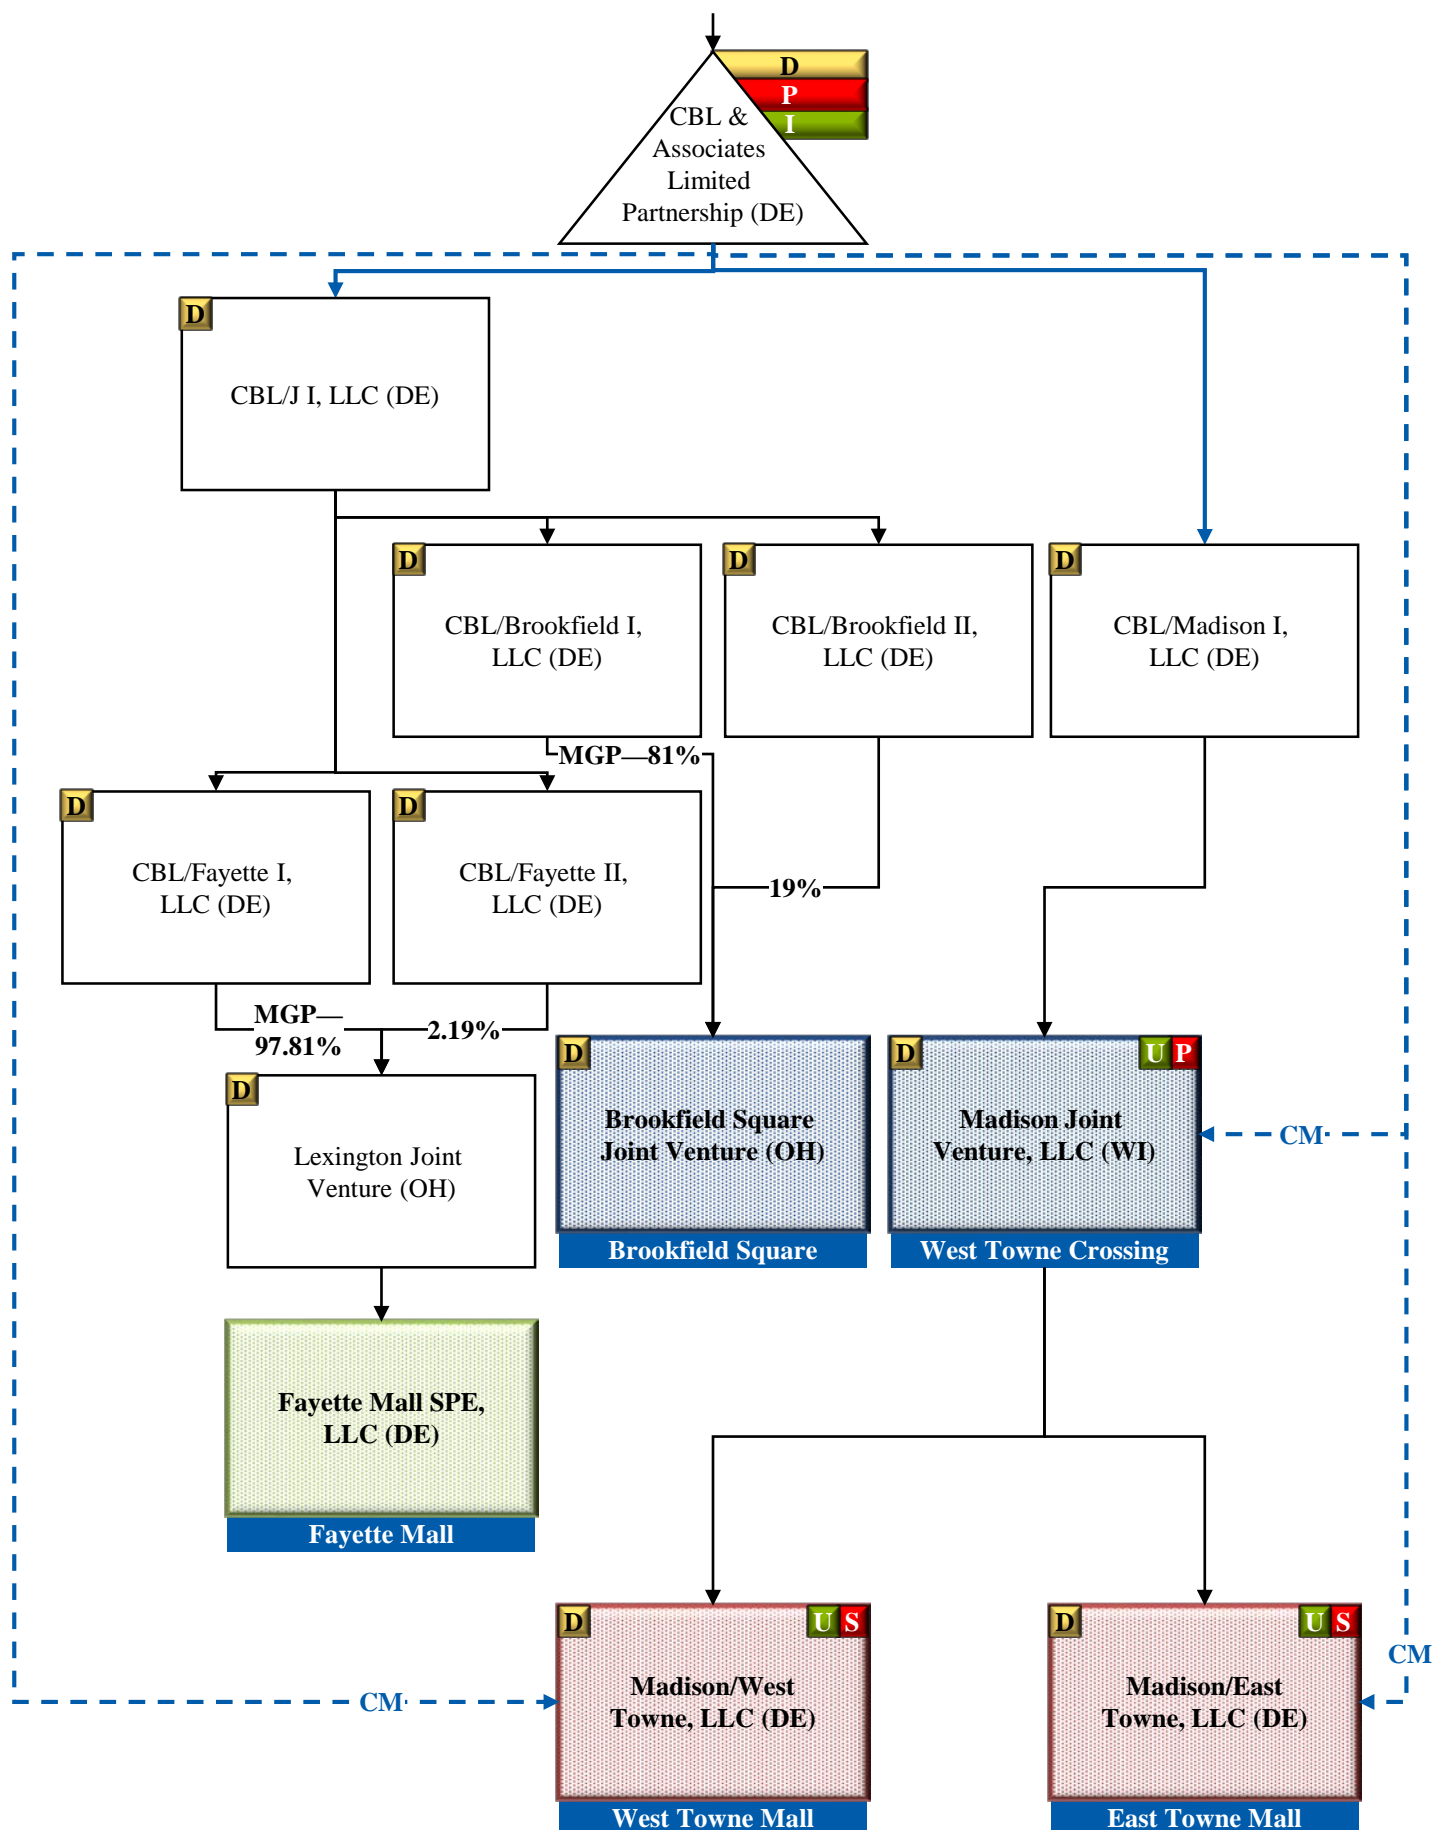 D
P
I
CBL &
Associates
Limited
Partnership (DE)
D
CBL/J I, LLC (DE)
D
CBL/Brookfield I,
LLC (DE)
D
CBL/Brookfield II,
LLC (DE)
D
CBL/Madison I,
LLC (DE)
MGP—81%
D
CBL/Fayette I,
LLC (DE)
D
CBL/Fayette II,
LLC (DE)
19%
MGP—
97.81%
2.19%
D
Lexington Joint
Venture (OH)
D
Brookfield Square
Joint Venture (OH)
Brookfield Square
D
U P
Madison Joint
Venture, LLC (WI)
West Towne Crossing
CM
Fayette Mall SPE,
LLC (DE)
Fayette Mall
CM
D
U S
Madison/West
Towne, LLC (DE)
West Towne Mall
D
U S
Madison/East
Towne, LLC (DE)
East Towne Mall
CM